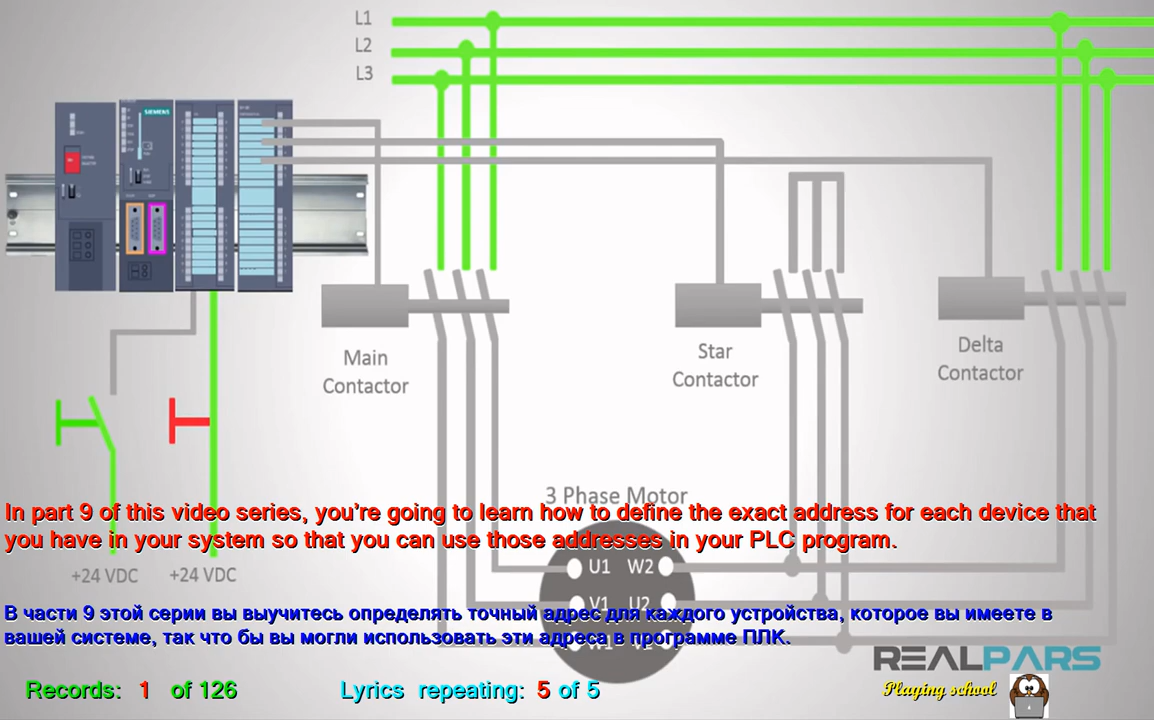 L1
L2
L3
SIEMENS
Main
Contactor
Star
Contactor
Delta
Contactor
3 Phase Motor
In part 9 of this video series, you're going to learn how to define the exact address for each device that
you have in your system so that you can use those addresses in your PLC program.
U1 W2
+24 VDC +24 VDC
V1 U2
В части 9 этой серии вы выучитесь определять точный адрес для каждого устройства, которое вы имеете в
вашей системе, так что бы вы могли использовать эти адреса в программе ПЛК.
W1 V2
REALPARS
Records: 1 of 126 Lyrics repeating: 5 of 5
Playing school